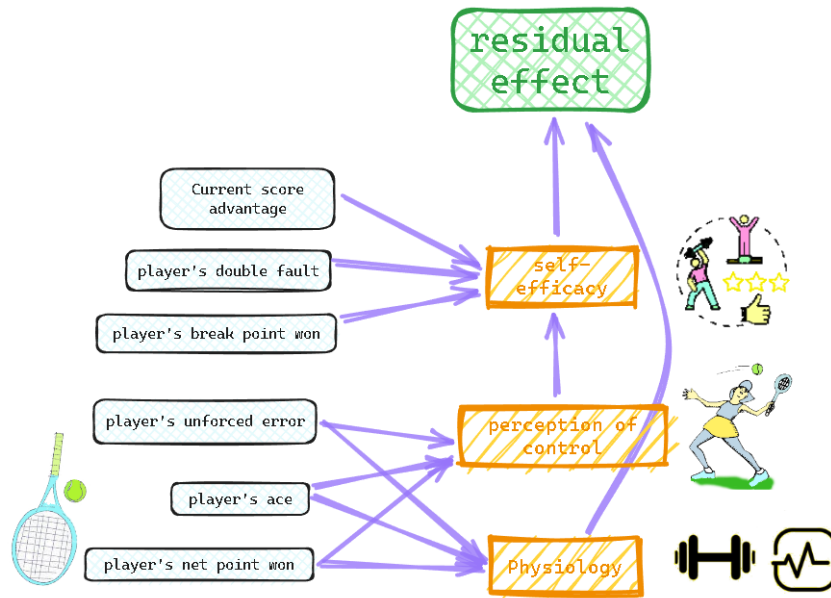 residual
effect
Current score
advantage
player's double fault
self-
efficacy
player's break point won
player's unforced error
perception of
control
player's ace
player's net point won
Physiology